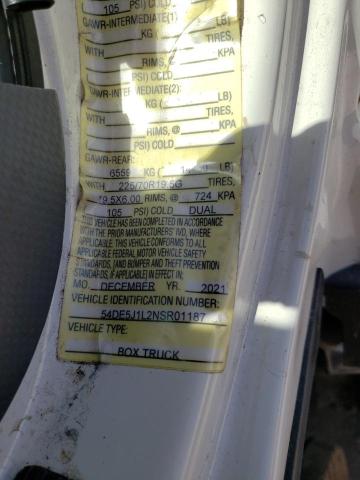 105 PSI) COLD
GAWR-INTERMEDIATE(1)
KG ( LB)
WITH TIRES,
RIMS, @ KPA
( PSI) COLD
GAWR-INTERMEDIATE(2):
KG ( LB)
WITH TIRES,
RIMS, @ KPA
( PSI) COLD
GAWR-REAR:
6559 KG ( LB)
WITH 225/70R19.5G TIRES,
19.5X6.00 RIMS, @ 724 KPA
( 105 PSI) COLD DUAL
THIS VEHICLE HAS BEEN COMPLETED IN ACCORDANCE
WITH THE PRIOR MANUFACTURERS' IVD, WHERE
APPLICABLE. THIS VEHICLE CONFORMS TO ALL
APPLICABLE FEDERAL MOTOR VEHICLE SAFETY
STANDARDS, [AND BUMPER AND THEFT PREVENTION
STANDARDS, IF APPLICABLE] IN EFFECT IN
MO. DECEMBER YR. 2021
VEHICLE IDENTIFICATION NUMBER:
54DE5J1L2NSR01187
VEHICLE TYPE:
BOX TRUCK